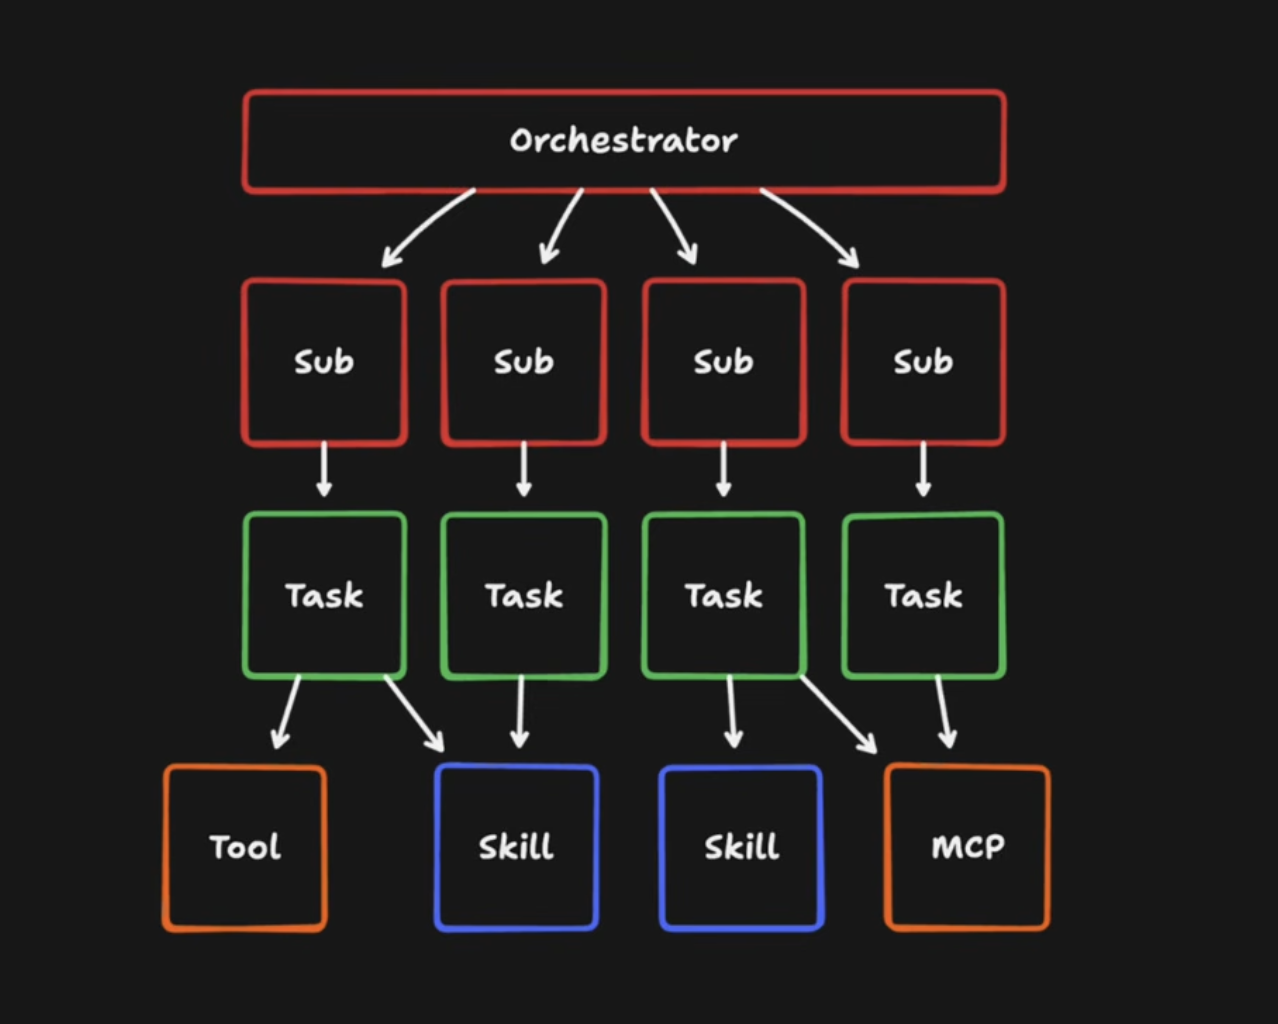 Orchestrator
Sub
Sub
Sub
Sub
Task
Task
Task
Task
Tool
Skill
Skill
MCP